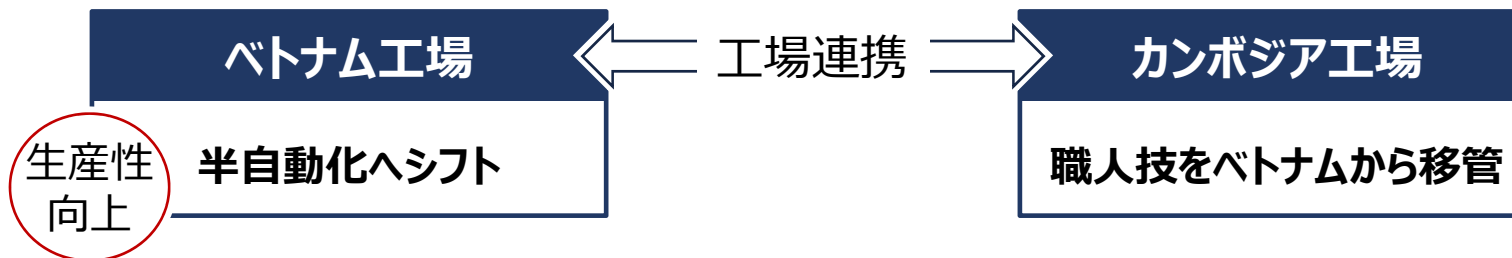 ベトナム工場
工場連携
カンボジア工場
生産性
向上
半自動化へシフト
職人技をベトナムから移管